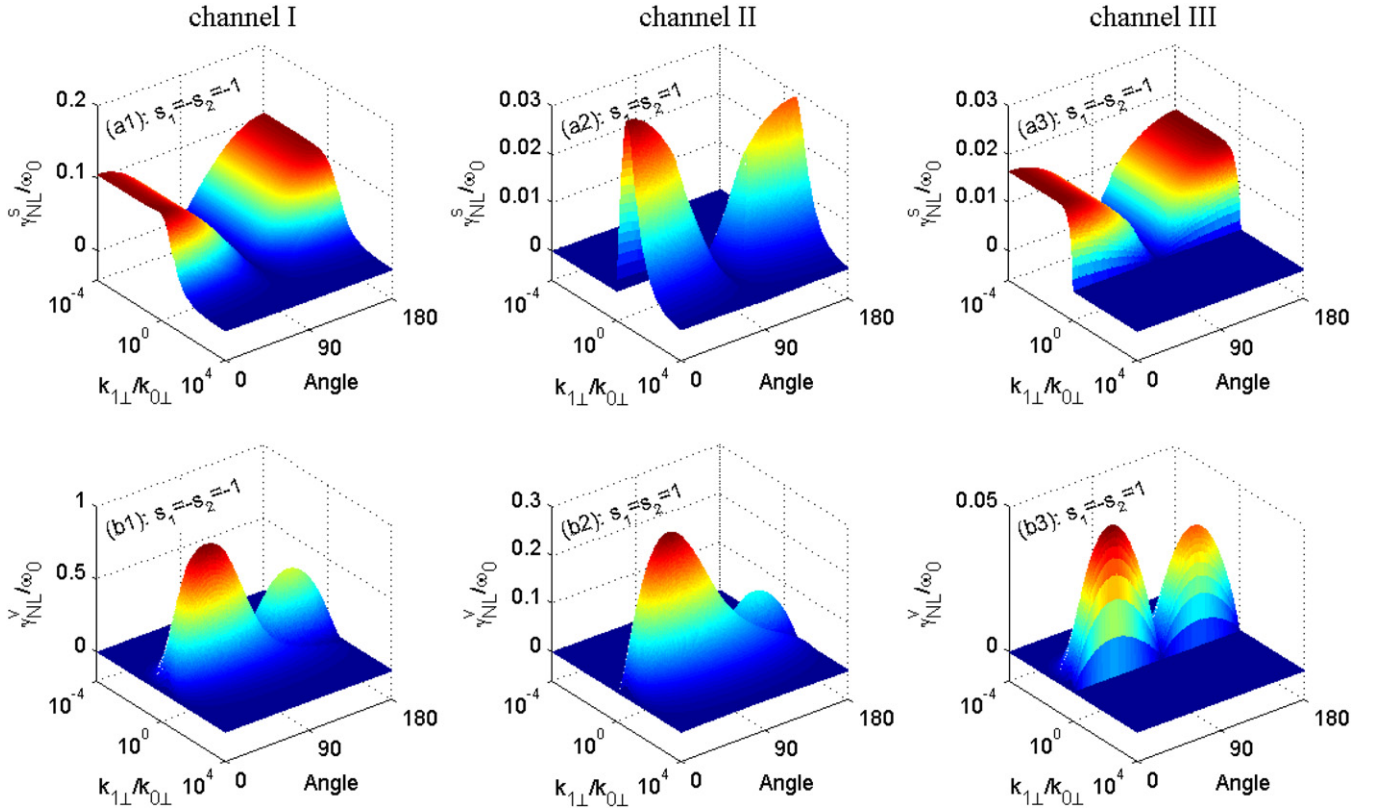 channel I channel II channel III
(a1): s₁=-s₂=-1
γˢ_NL/ω₀
0.2
0.1
0
10⁻⁴
10⁰
10⁴
k₁⊥/k₀⊥
0
90
180
Angle
(a2): s₁=s₂=1
γˢ_NL/ω₀
0.03
0.02
0.01
0
10⁻⁴
10⁰
10⁴
k₁⊥/k₀⊥
0
90
180
Angle
(a3): s₁=-s₂=-1
γˢ_NL/ω₀
0.03
0.02
0.01
0
10⁻⁴
10⁰
10⁴
k₁⊥/k₀⊥
0
90
180
Angle
(b1): s₁=-s₂=-1
γᵛ_NL/ω₀
1
0.5
0
10⁻⁴
10⁰
10⁴
k₁⊥/k₀⊥
0
90
180
Angle
(b2): s₁=s₂=1
γᵛ_NL/ω₀
0.3
0.2
0.1
0
10⁻⁴
10⁰
10⁴
k₁⊥/k₀⊥
0
90
180
Angle
(b3): s₁=-s₂=1
γᵛ_NL/ω₀
0.05
0
10⁻⁴
10⁰
10⁴
k₁⊥/k₀⊥
0
90
180
Angle